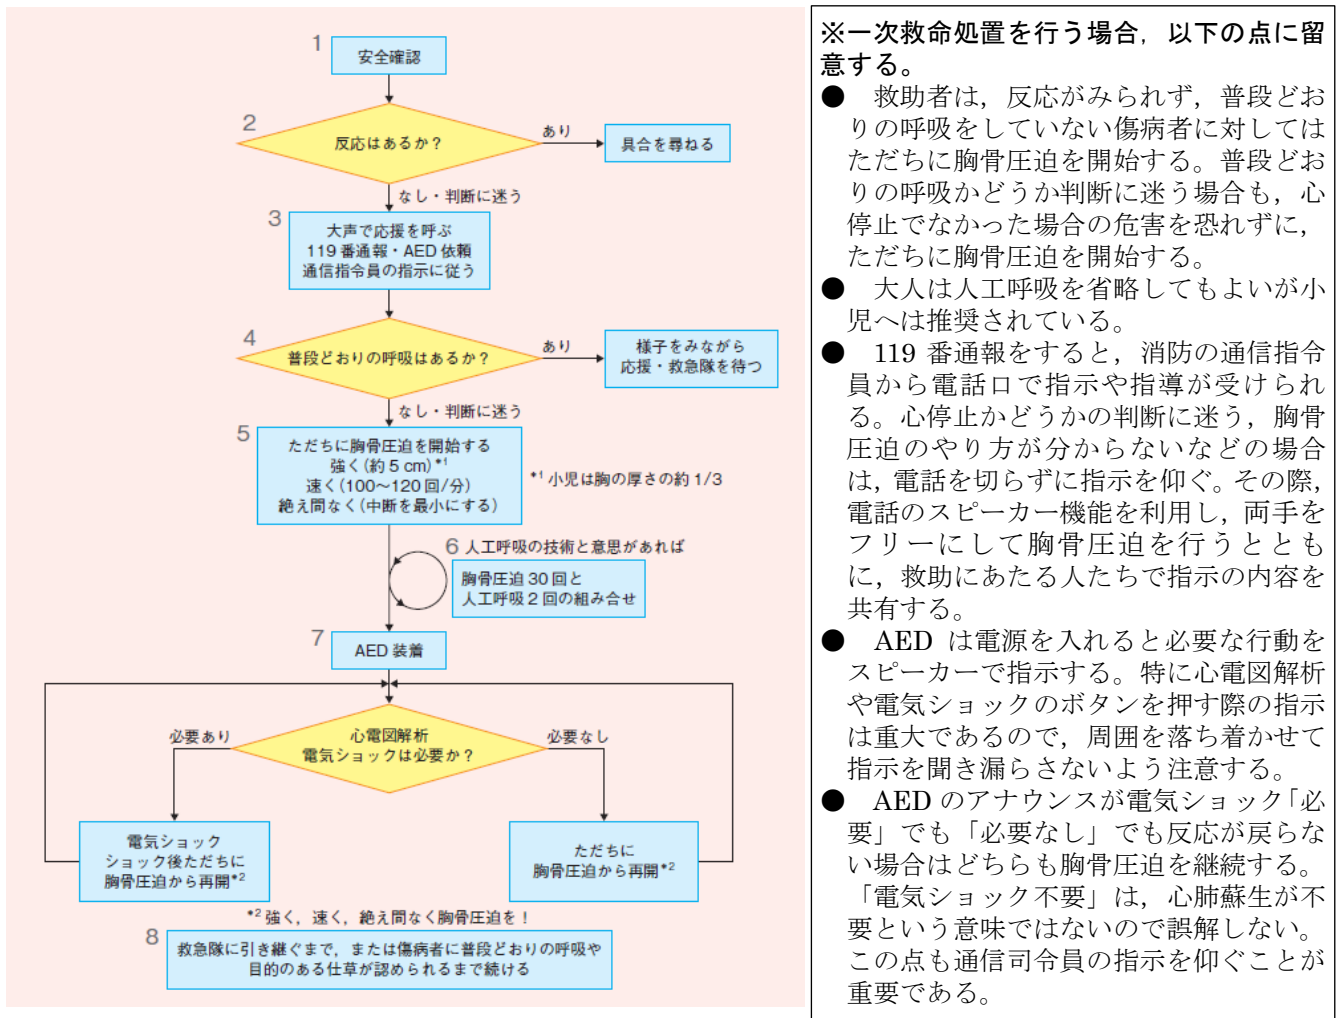 1
安全確認
2
反応はあるか？
あり
具合を尋ねる
なし・判断に迷う
3
大声で応援を呼ぶ
119番通報・AED依頼
通信指令員の指示に従う
4
普段どおりの呼吸はあるか？
あり
様子をみながら
応援・救急隊を待つ
なし・判断に迷う
5
ただちに胸骨圧迫を開始する
強く(約5 cm)*1
速く(100～120回/分)
絶え間なく(中断を最小にする)
*1 小児は胸の厚さの約1/3
6 人工呼吸の技術と意思があれば
胸骨圧迫30回と
人工呼吸2回の組み合せ
7
AED装着
心電図解析
電気ショックは必要か？
必要あり
必要なし
電気ショック
ショック後ただちに
胸骨圧迫から再開*2
ただちに
胸骨圧迫から再開*2
*2 強く，速く，絶え間なく胸骨圧迫を！
8
救急隊に引き継ぐまで，または傷病者に普段どおりの呼吸や
目的のある仕草が認められるまで続ける
※一次救命処置を行う場合，以下の点に留
意する。
● 救助者は，反応がみられず，普段どお
りの呼吸をしていない傷病者に対しては
ただちに胸骨圧迫を開始する。普段どお
りの呼吸かどうか判断に迷う場合も，心
停止でなかった場合の危害を恐れずに，
ただちに胸骨圧迫を開始する。
● 大人は人工呼吸を省略してもよいが小
児へは推奨されている。
● 119番通報をすると，消防の通信指令
員から電話口で指示や指導が受けられ
る。心停止かどうかの判断に迷う，胸骨
圧迫のやり方が分からないなどの場合
は，電話を切らずに指示を仰ぐ。その際，
電話のスピーカー機能を利用し，両手を
フリーにして胸骨圧迫を行うととも
に，救助にあたる人たちで指示の内容を
共有する。
● AEDは電源を入れると必要な行動を
スピーカーで指示する。特に心電図解析
や電気ショックのボタンを押す際の指示
は重大であるので，周囲を落ち着かせて
指示を聞き漏らさないよう注意する。
● AEDのアナウンスが電気ショック「必
要」でも「必要なし」でも反応が戻らな
い場合はどちらも胸骨圧迫を継続する。
「電気ショック不要」は，心肺蘇生が不
要という意味ではないので誤解しない。
この点も通信司令員の指示を仰ぐことが
重要である。